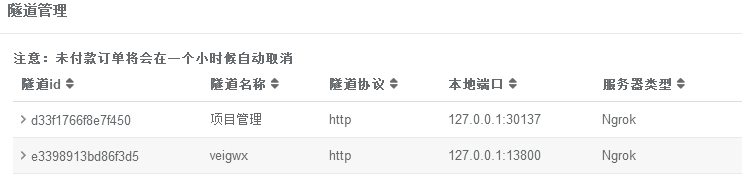 隧道管理
注意：未付款订单将会在一个小时候自动取消
隧道id 隧道名称 隧道协议 本地端口 服务器类型
d33f1766f8e7f450 项目管理 http 127.0.0.1:30137 Ngrok
e3398913bd86f3d5 veigwx http 127.0.0.1:13800 Ngrok